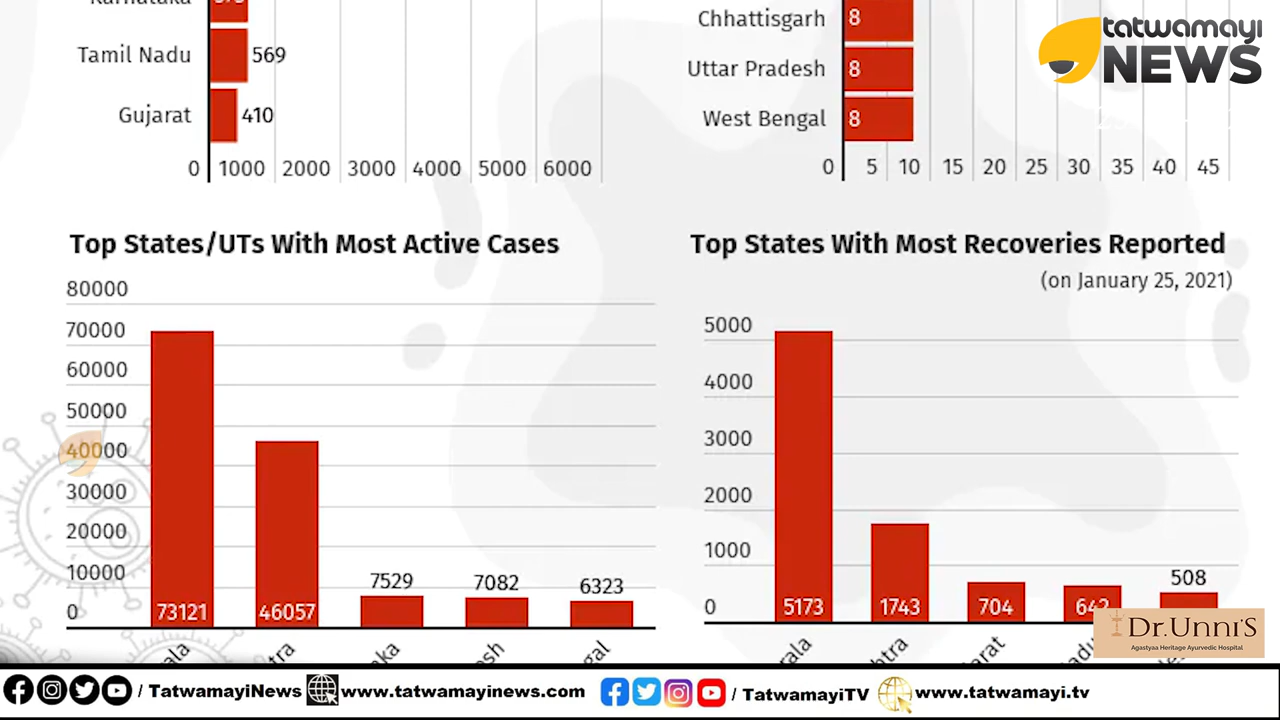 Tamil Nadu 569
Gujarat 410
0 1000 2000 3000 4000 5000 6000
Chhattisgarh 8
Uttar Pradesh 8
West Bengal 8
0 5 10 15 20 25 30 35 40 45
tatwamayi
NEWS
Top States/UTs With Most Active Cases
80000
70000
60000
50000
40000
30000
20000
10000
0
73121 46057 7529 7082 6323
Top States With Most Recoveries Reported
(on January 25, 2021)
5000
4000
3000
2000
1000
0
5173 1743 704 642 508
Dr.Unni'S
Agastyaa Heritage Ayurvedic Hospital
/ TatwamayiNews www.tatwamayinews.com / TatwamayiTV www.tatwamayi.tv